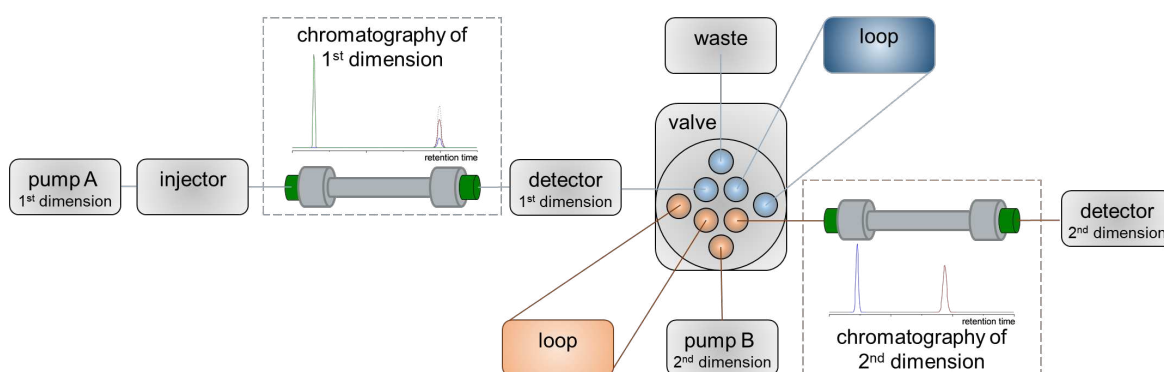 chromatography of
1st dimension
retention time
waste
loop
valve
pump A
1st dimension
injector
detector
1st dimension
detector
2nd dimension
loop
pump B
2nd dimension
retention time
chromatography of
2nd dimension